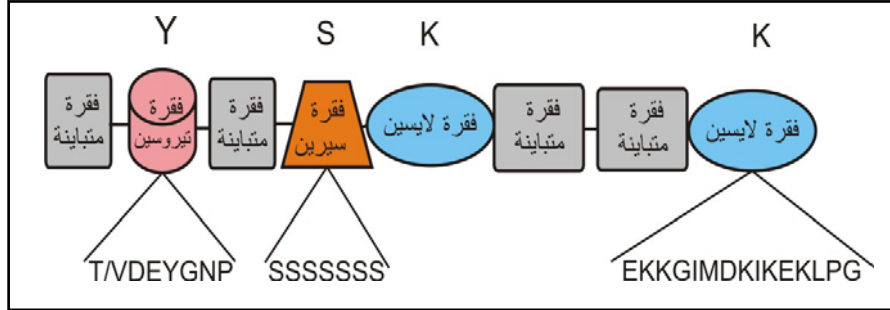 Y S K K
فقرة متباينة
فقرة تيروسين
فقرة متباينة
فقرة سيرين
فقرة لايسين
فقرة متباينة
فقرة متباينة
فقرة لايسين
T/VDEYGNP SSSSSSS EKKGIMDKIKEKLPG